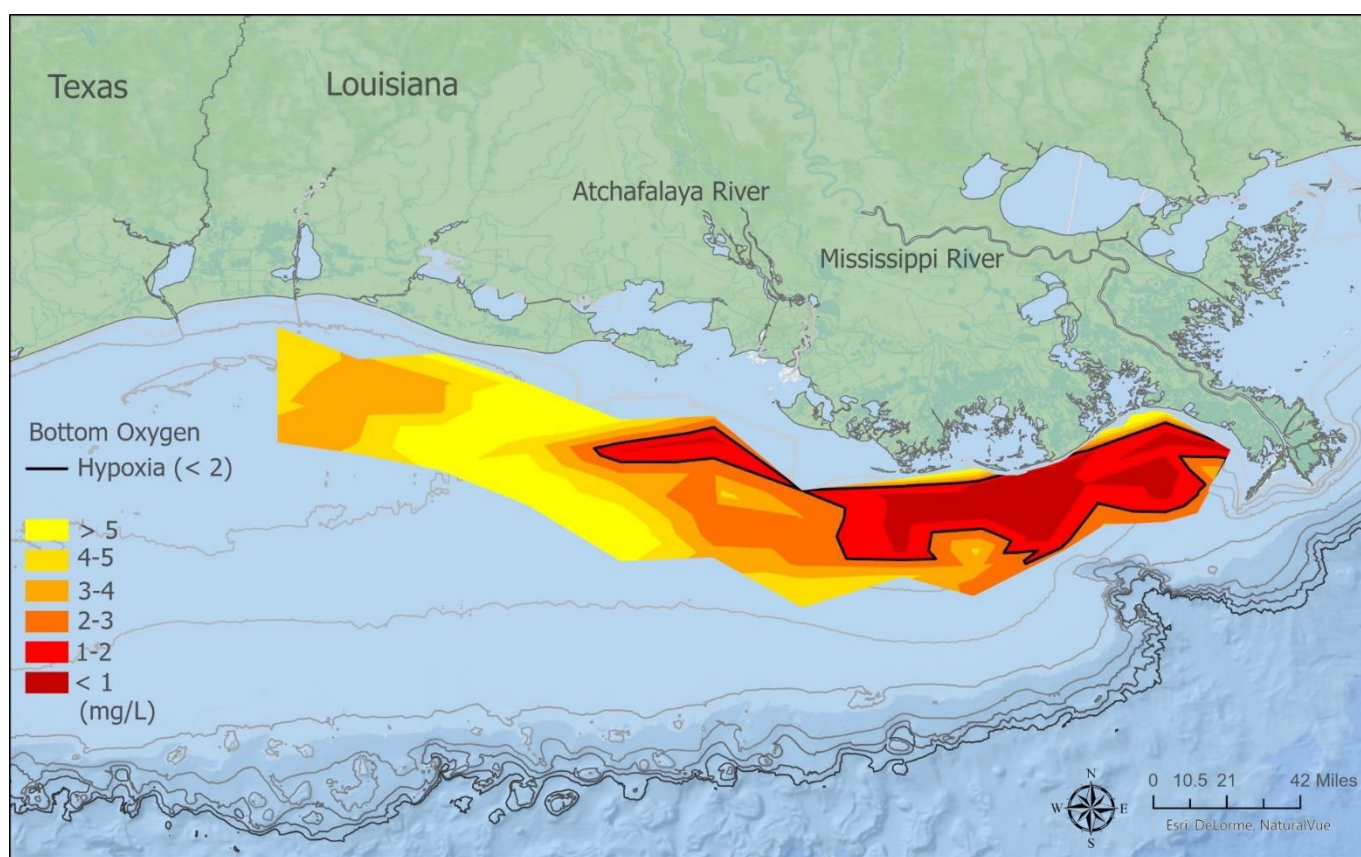 Texas
Louisiana
Atchafalaya River
Mississippi River
Bottom Oxygen
Hypoxia (< 2)
> 5
4-5
3-4
2-3
1-2
< 1
(mg/L)
N
W E
S
0 10.5 21 42 Miles
Esri, DeLorme, NaturalVue